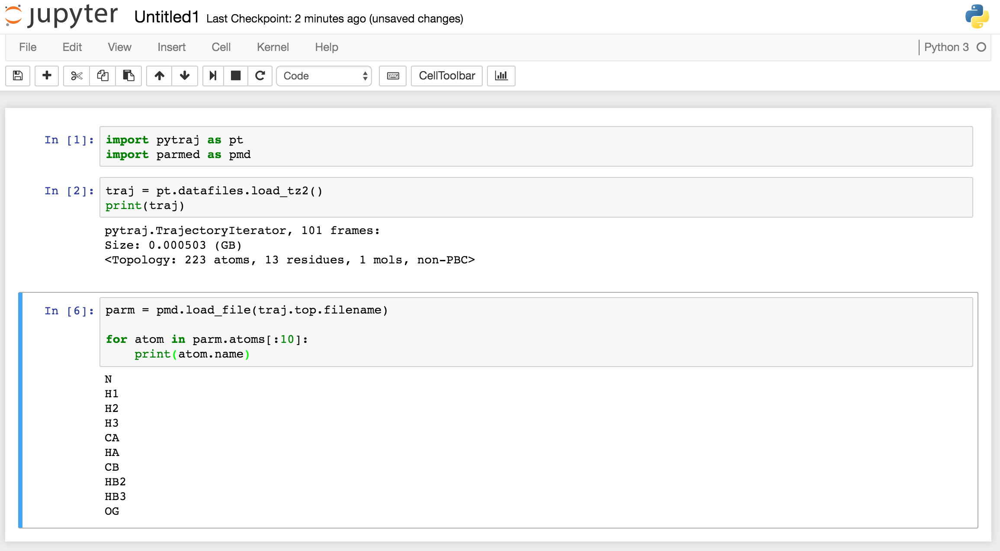 jupyter Untitled1 Last Checkpoint: 2 minutes ago (unsaved changes)
File Edit View Insert Cell Kernel Help Python 3
Code CellToolbar
In [1]: import pytraj as pt
import parmed as pmd
In [2]: traj = pt.datafiles.load_tz2()
print(traj)
pytraj.TrajectoryIterator, 101 frames:
Size: 0.000503 (GB)
<Topology: 223 atoms, 13 residues, 1 mols, non-PBC>
In [6]: parm = pmd.load_file(traj.top.filename)
for atom in parm.atoms[:10]:
    print(atom.name)
N
H1
H2
H3
CA
HA
CB
HB2
HB3
OG